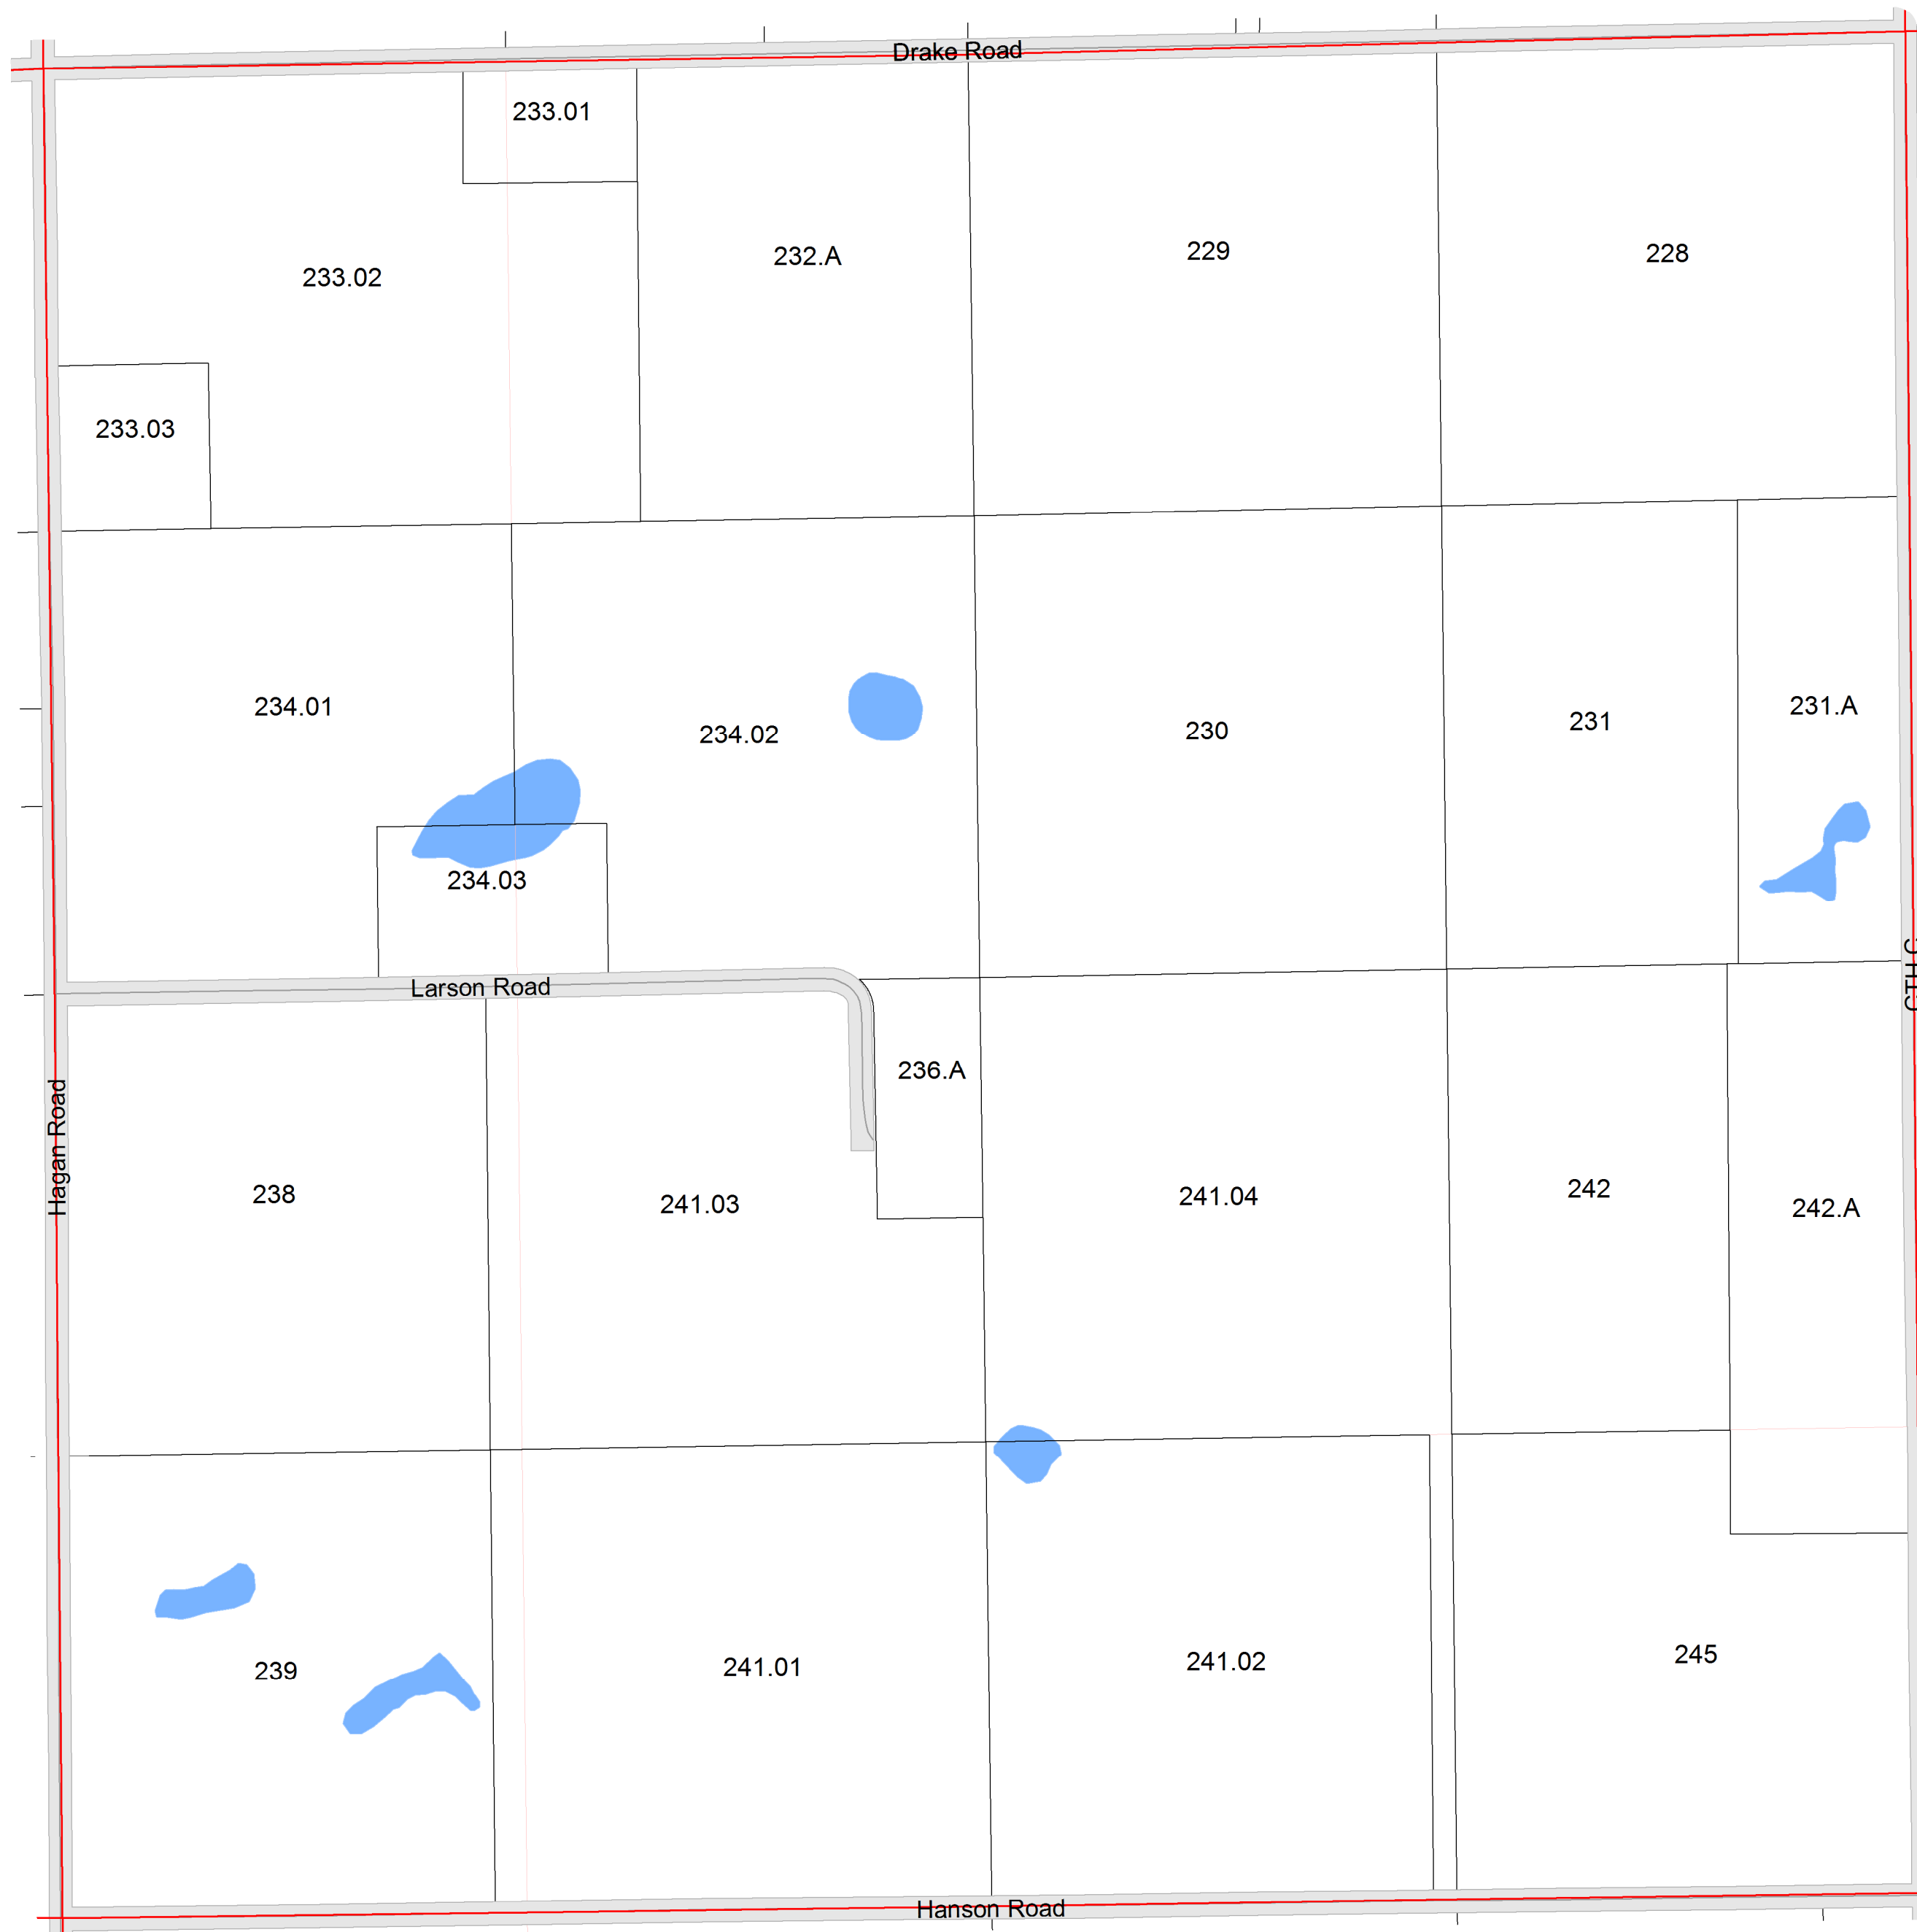 Drake Road
233.01
232.A
229
228
233.02
233.03
234.01
234.02
230
231
231.A
234.03
Larson Road
CTH C
236.A
Hagan Road
238
241.03
241.04
242
242.A
239
241.01
241.02
245
Hanson Road